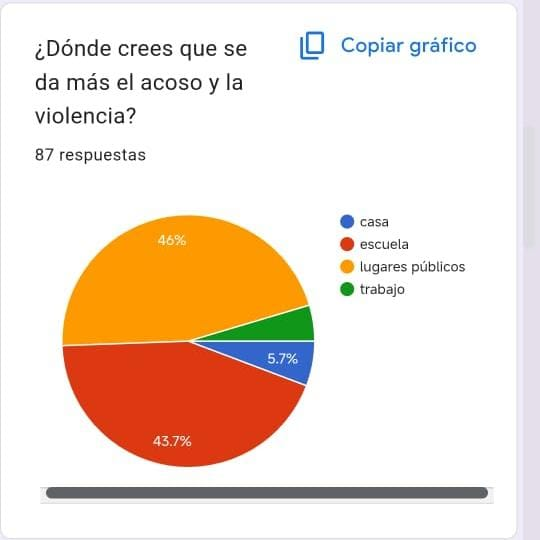 ¿Dónde crees que se
da más el acoso y la
violencia?
Copiar gráfico
87 respuestas
46%
5.7%
43.7%
casa
escuela
lugares públicos
trabajo